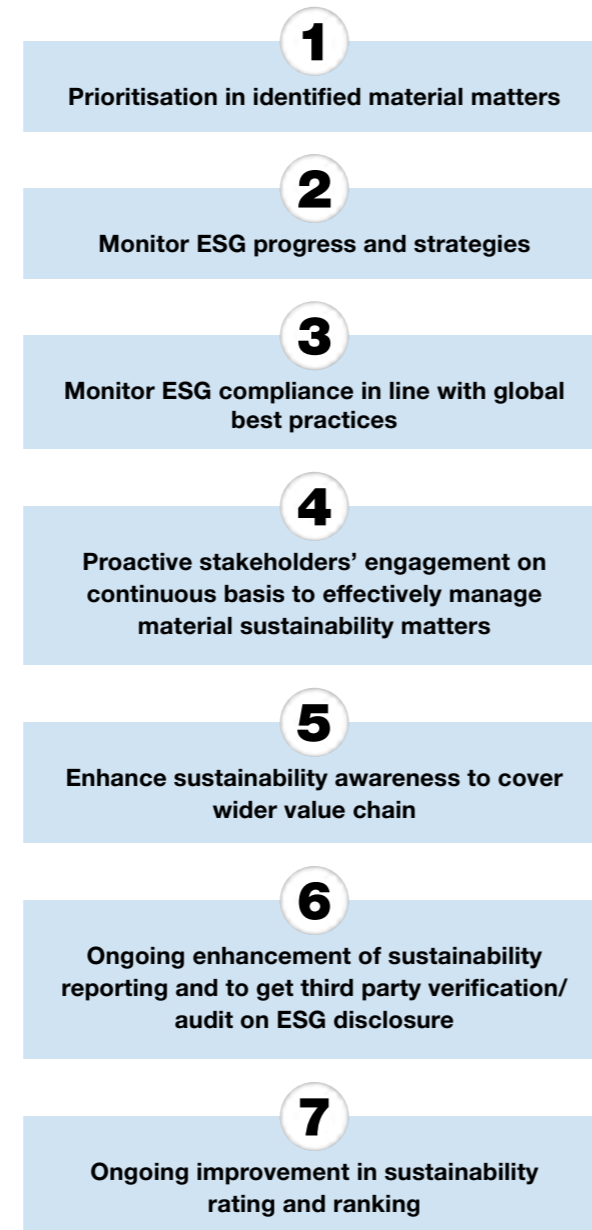 1
Prioritisation in identified material matters
2
Monitor ESG progress and strategies
3
Monitor ESG compliance in line with global
best practices
4
Proactive stakeholders’ engagement on
continuous basis to effectively manage
material sustainability matters
5
Enhance sustainability awareness to cover
wider value chain
6
Ongoing enhancement of sustainability
reporting and to get third party verification/
audit on ESG disclosure
7
Ongoing improvement in sustainability
rating and ranking